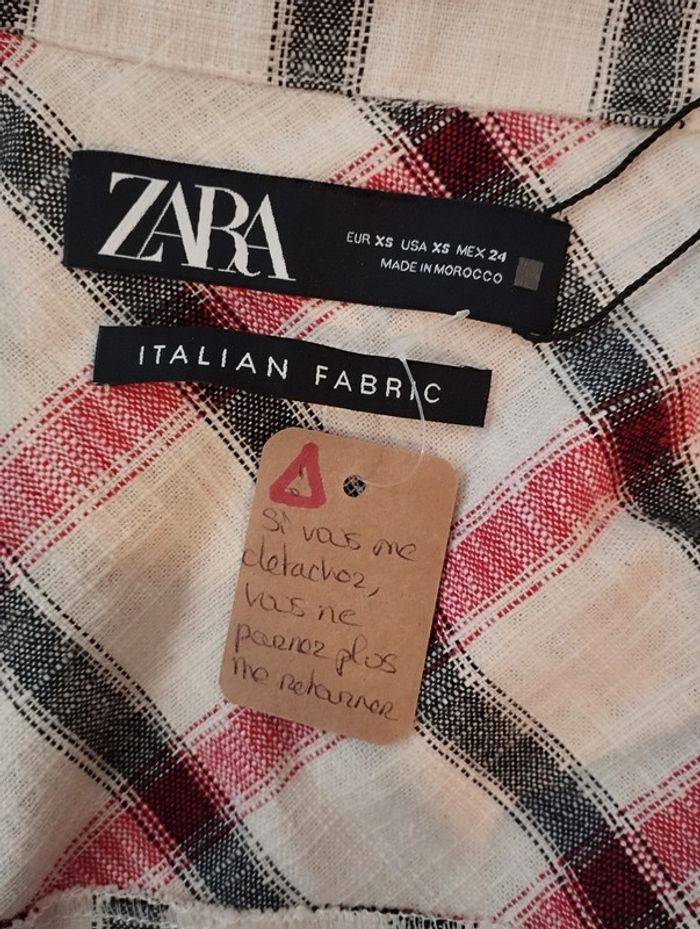 ZARA
EUR XS USA XS MEX 24
MADE IN MOROCCO
ITALIAN FABRIC
!
Si vous me
detachez,
vous ne
pourrez plus
me retourner